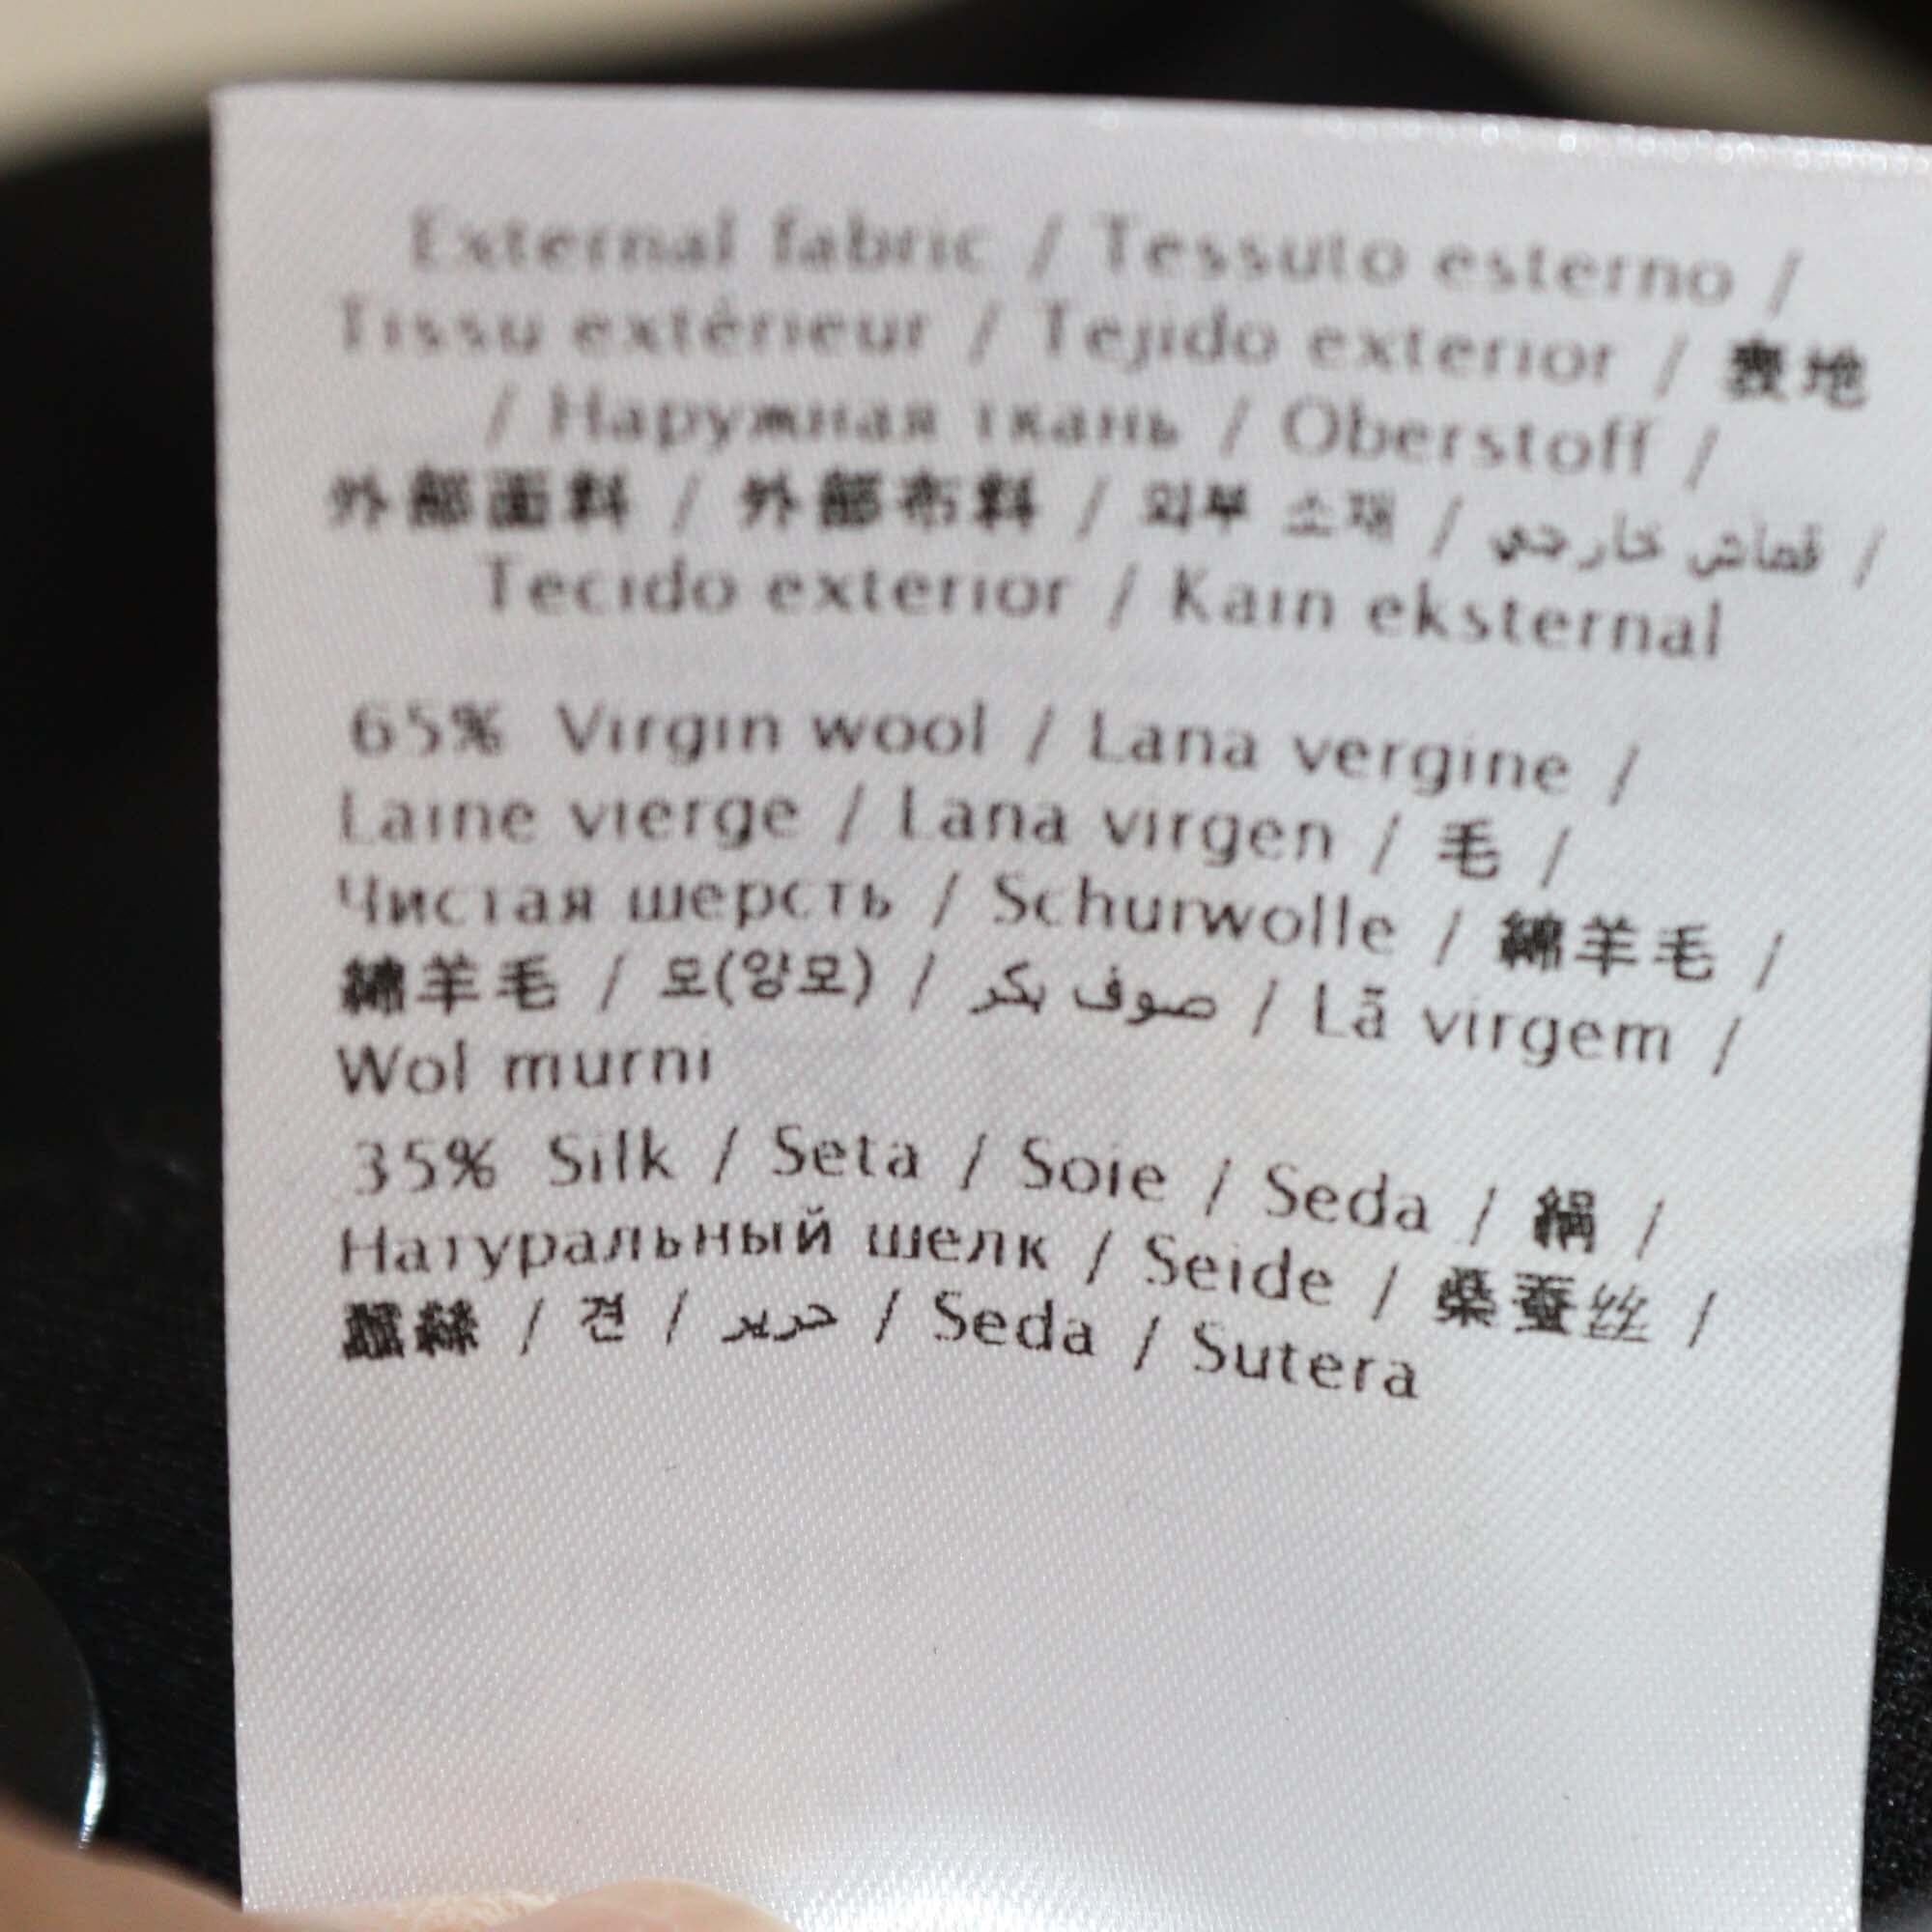 External fabric / Tessuto esterno /
Tissu extérieur / Tejido exterior / 表地
/ Наружная ткань / Oberstoff /
外部面料 / 外部布料 / 외부 소재 / قماش خارجي /
Tecido exterior / Kain eksternal
65% Virgin wool / Lana vergine /
Laine vierge / Lana virgen / 毛 /
Чистая шерсть / Schurwolle / 綿羊毛 /
綿羊毛 / 모(양모) / صوف بكر / Lã virgem /
Wol murni
35% Silk / Seta / Soie / Seda / 絹 /
Натуральный шелк / Seide / 桑蚕丝 /
蠶絲 / 견 / حرير / Seda / Sutera